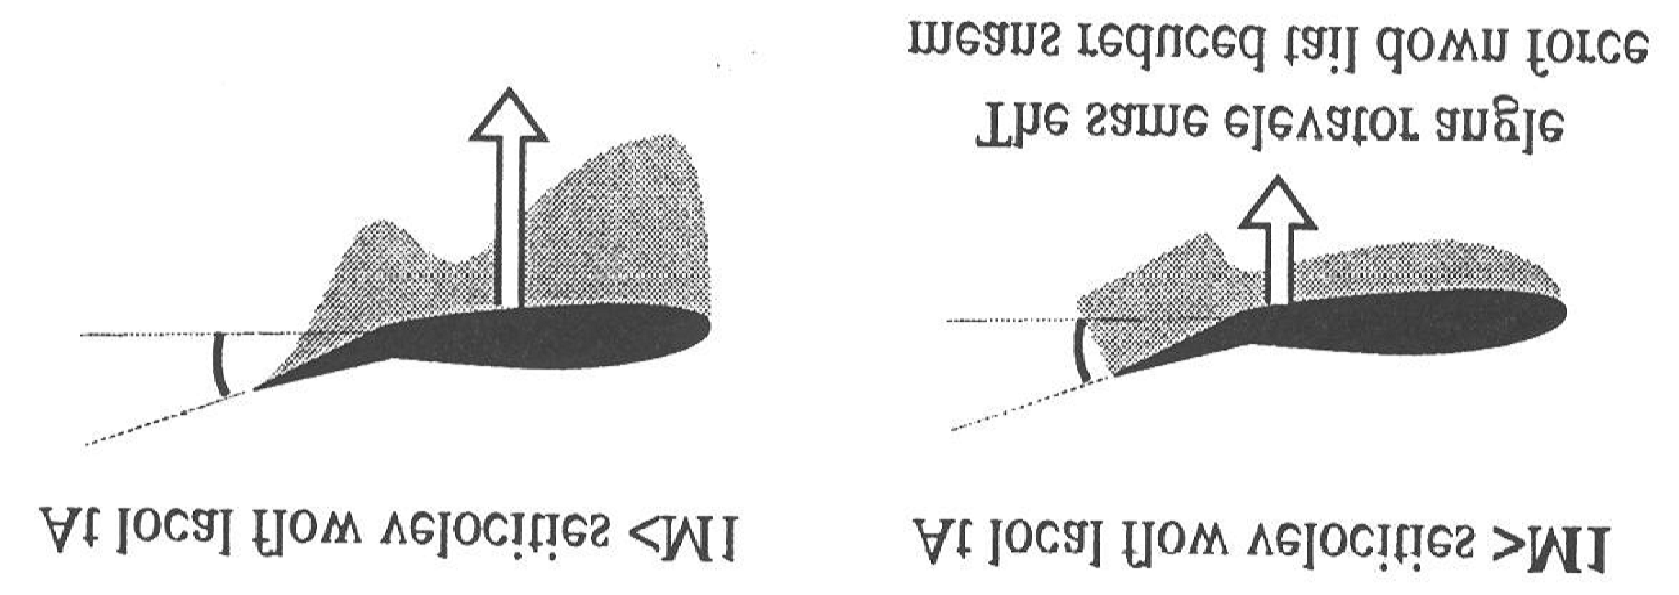 At local flow velocities <M1
At local flow velocities >M1
The same elevator angle
means reduced tail down force